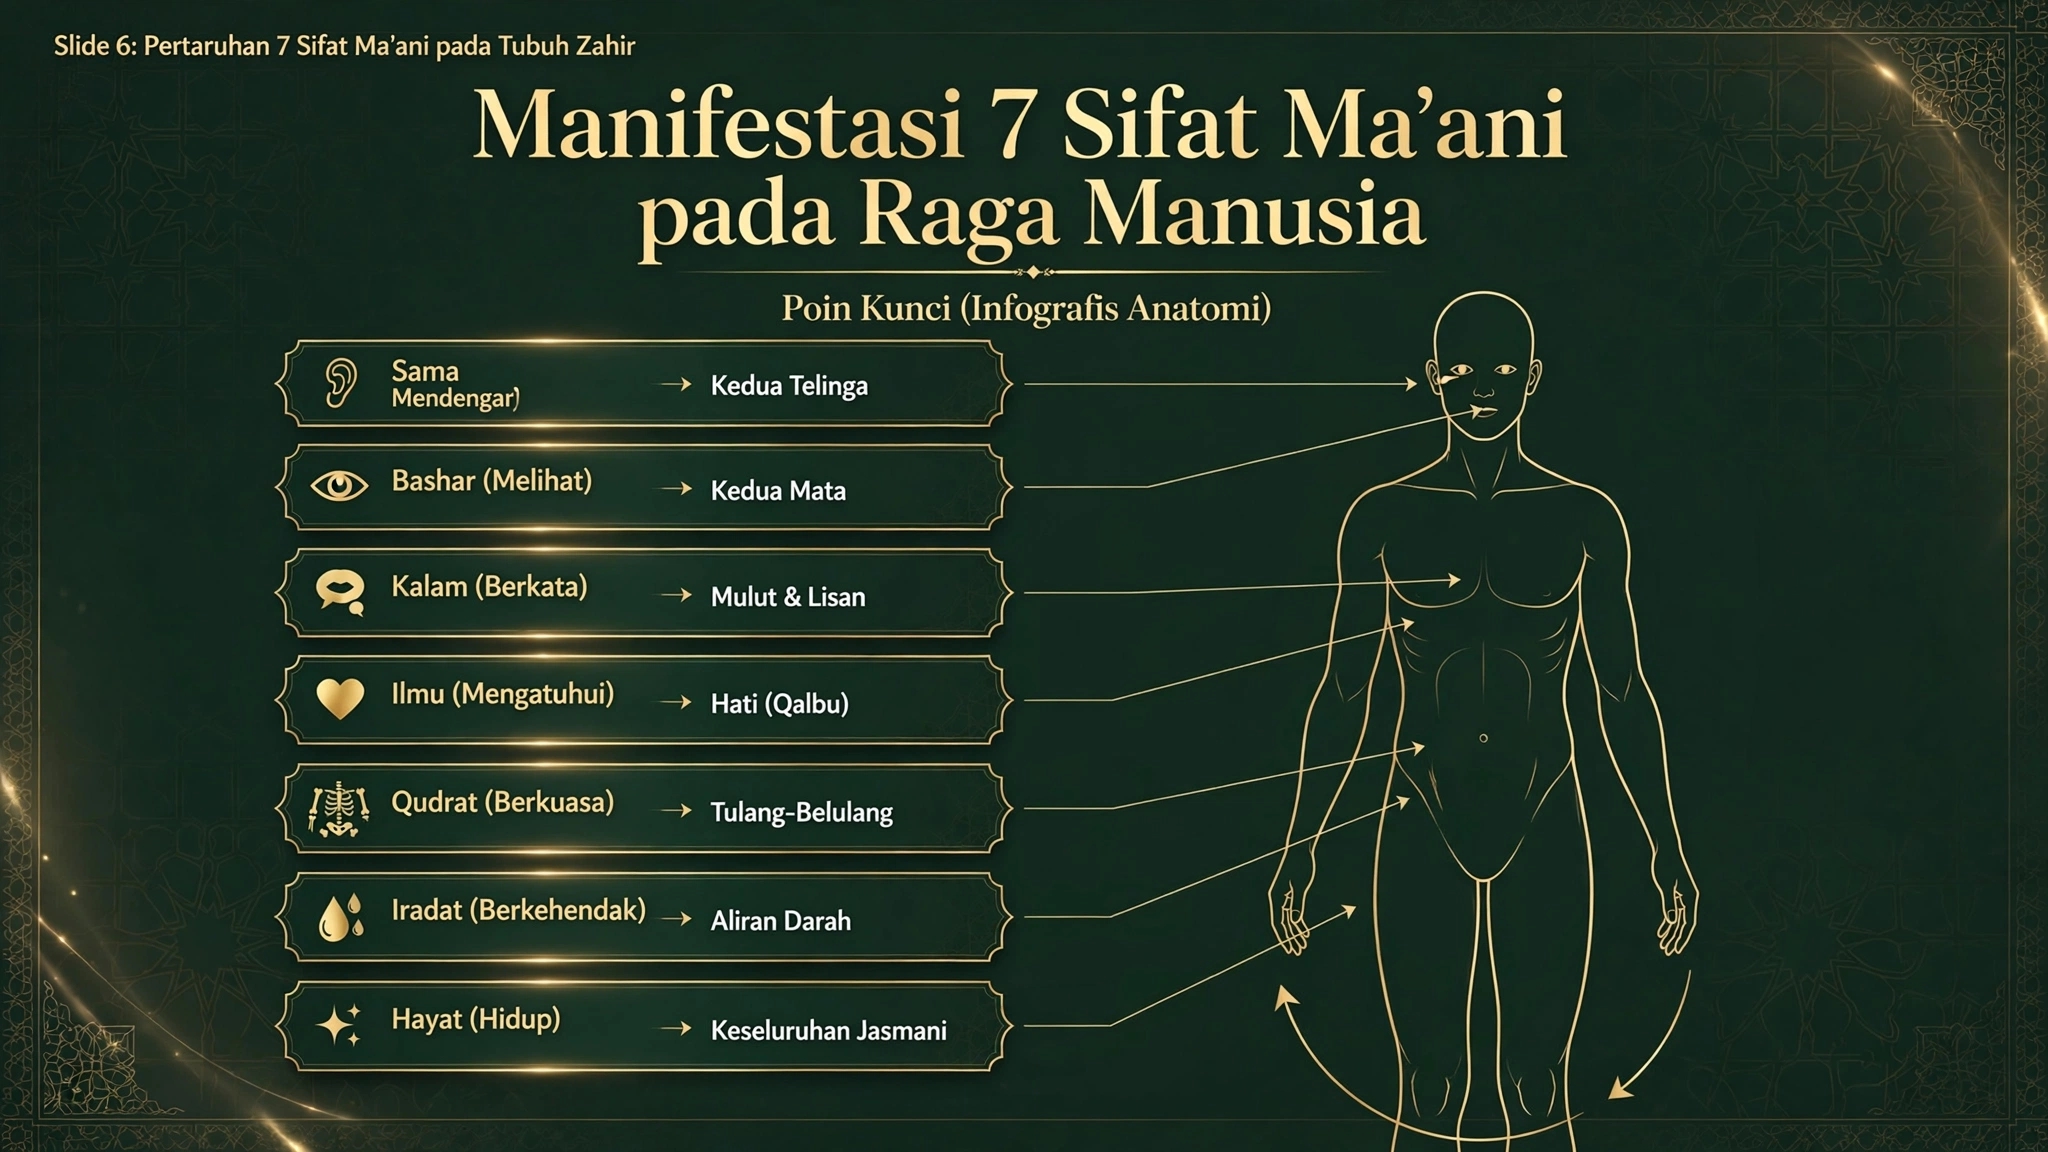 Slide 6: Pertaruhan 7 Sifat Ma'ani pada Tubuh Zahir
Manifestasi 7 Sifat Ma'ani
pada Raga Manusia
Poin Kunci (Infografis Anatomi)
Sama
Mendengar)
Kedua Telinga
Bashar (Melihat)
Kedua Mata
Kalam (Berkata)
Mulut & Lisan
Ilmu (Mengatuhui)
Hati (Qalbu)
Qudrat (Berkuasa)
Tulang-Belulang
Iradat (Berkehendak)
Aliran Darah
Hayat (Hidup)
Keseluruhan Jasmani